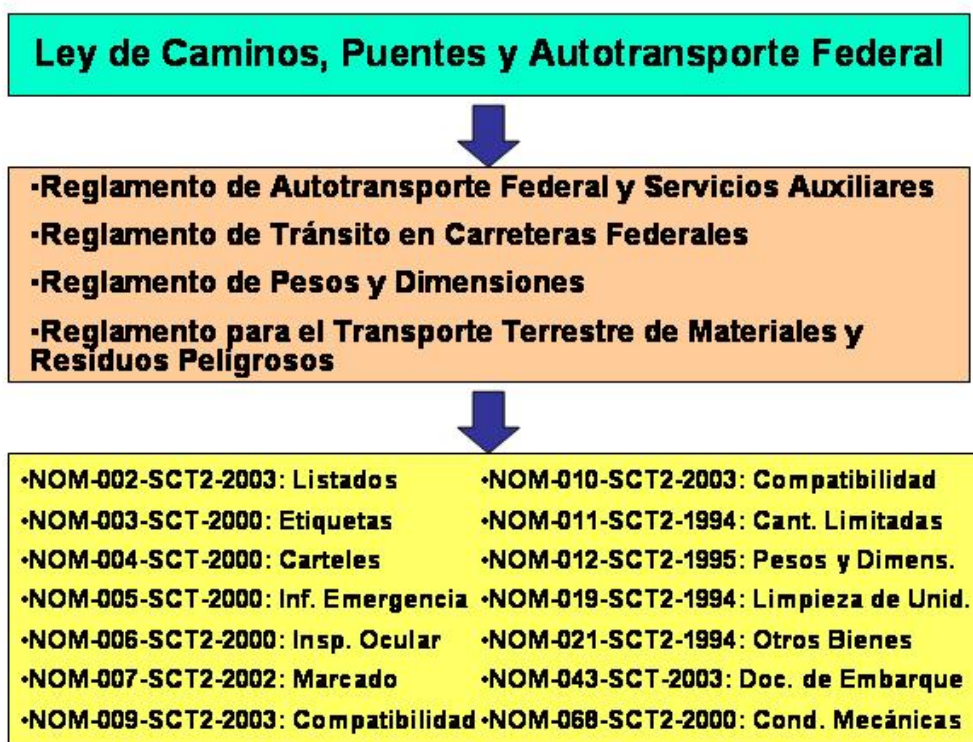 Ley de Caminos, Puentes y Autotransporte Federal
▪Reglamento de Autotransporte Federal y Servicios Auxiliares
▪Reglamento de Tránsito en Carreteras Federales
▪Reglamento de Pesos y Dimensiones
▪Reglamento para el Transporte Terrestre de Materiales y
Residuos Peligrosos
•NOM-002-SCT2-2003: Listados
•NOM-003-SCT-2000: Etiquetas
•NOM-004-SCT-2000: Carteles
•NOM-005-SCT-2000: Inf. Emergencia
•NOM-006-SCT2-2000: Insp. Ocular
•NOM-007-SCT2-2002: Marcado
•NOM-009-SCT2-2003: Compatibilidad
•NOM-010-SCT2-2003: Compatibilidad
•NOM-011-SCT2-1994: Cant. Limitadas
•NOM-012-SCT2-1995: Pesos y Dimens.
•NOM-019-SCT2-1994: Limpieza de Unid.
•NOM-021-SCT2-1994: Otros Bienes
•NOM-043-SCT-2003: Doc. de Embarque
•NOM-068-SCT2-2000: Cond. Mecánicas